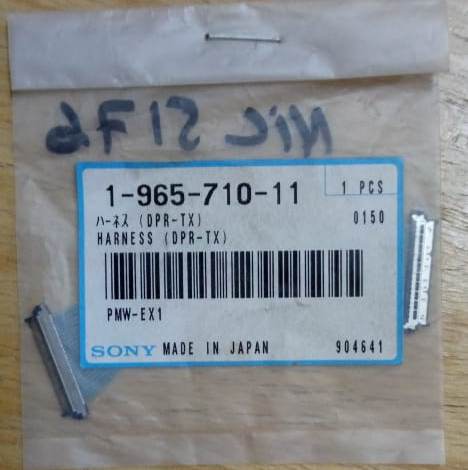 1-965-710-11
1 PCS
ハーネス (DPR-TX)
0150
HARNESS (DPR-TX)
PMW-EX1
SONY MADE IN JAPAN
904641